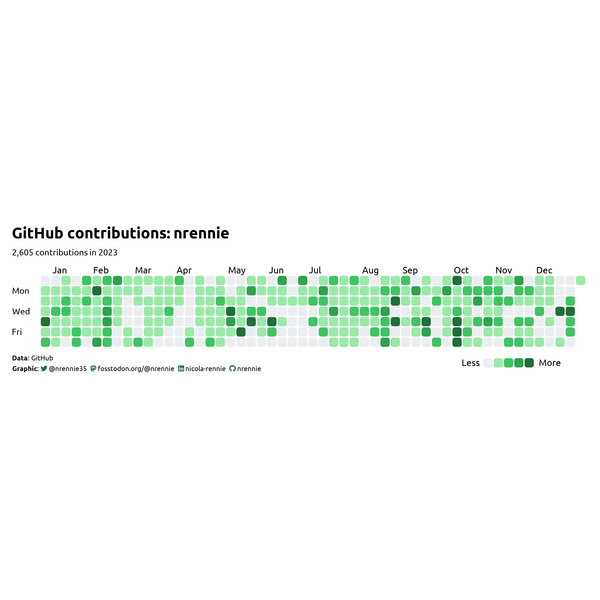 GitHub contributions: nrennie
2,605 contributions in 2023
Jan Feb Mar Apr May Jun Jul Aug Sep Oct Nov Dec
Mon
Wed
Fri
Data: GitHub
Less More
Graphic: @nrennie35 fosstodon.org/@nrennie nicola-rennie nrennie